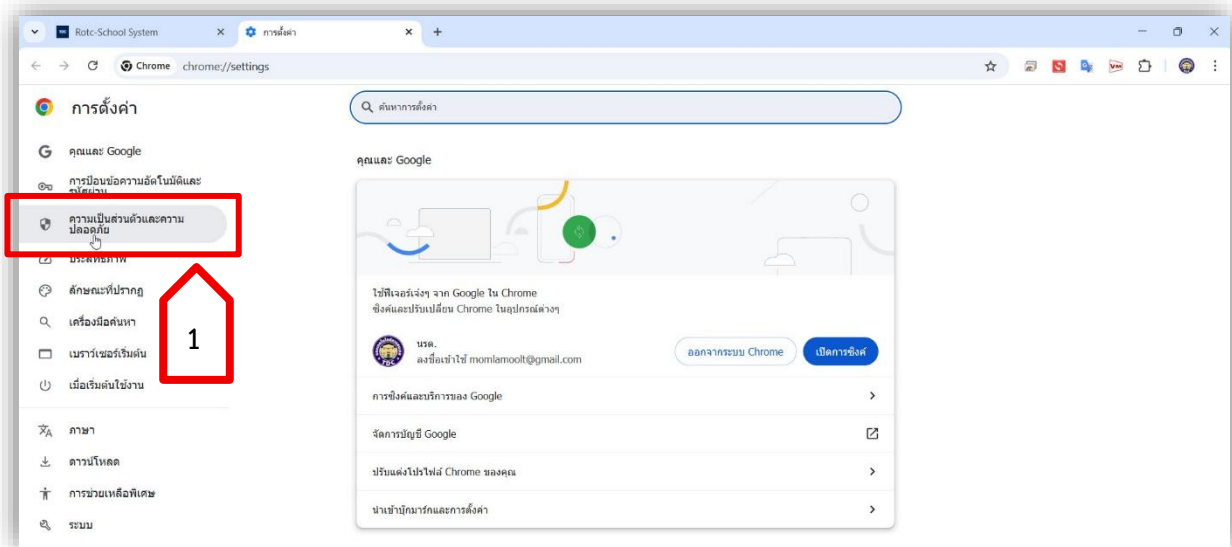 Rotc-School System
การตั้งค่า
Chrome chrome://settings
การตั้งค่า
ค้นหาการตั้งค่า
คุณและ Google
การป้อนข้อความอัตโนมัติและ
รหัสผ่าน
ความเป็นส่วนตัวและความ
ปลอดภัย
ประสิทธิภาพ
ลักษณะที่ปรากฏ
เครื่องมือค้นหา
เบราว์เซอร์เริ่มต้น
เมื่อเริ่มต้นใช้งาน
ภาษา
ดาวน์โหลด
การช่วยเหลือพิเศษ
ระบบ
1
คุณและ Google
ใช้ฟีเจอร์เจ๋งๆ จาก Google ใน Chrome
ซิงค์และปรับเปลี่ยน Chrome ในอุปกรณ์ต่างๆ
นรด.
ลงชื่อเข้าใช้ momlamoolt@gmail.com
ออกจากระบบ Chrome
เปิดการซิงค์
การซิงค์และบริการของ Google
จัดการบัญชี Google
ปรับแต่งโปรไฟล์ Chrome ของคุณ
นำเข้าบุ๊กมาร์กและการตั้งค่า